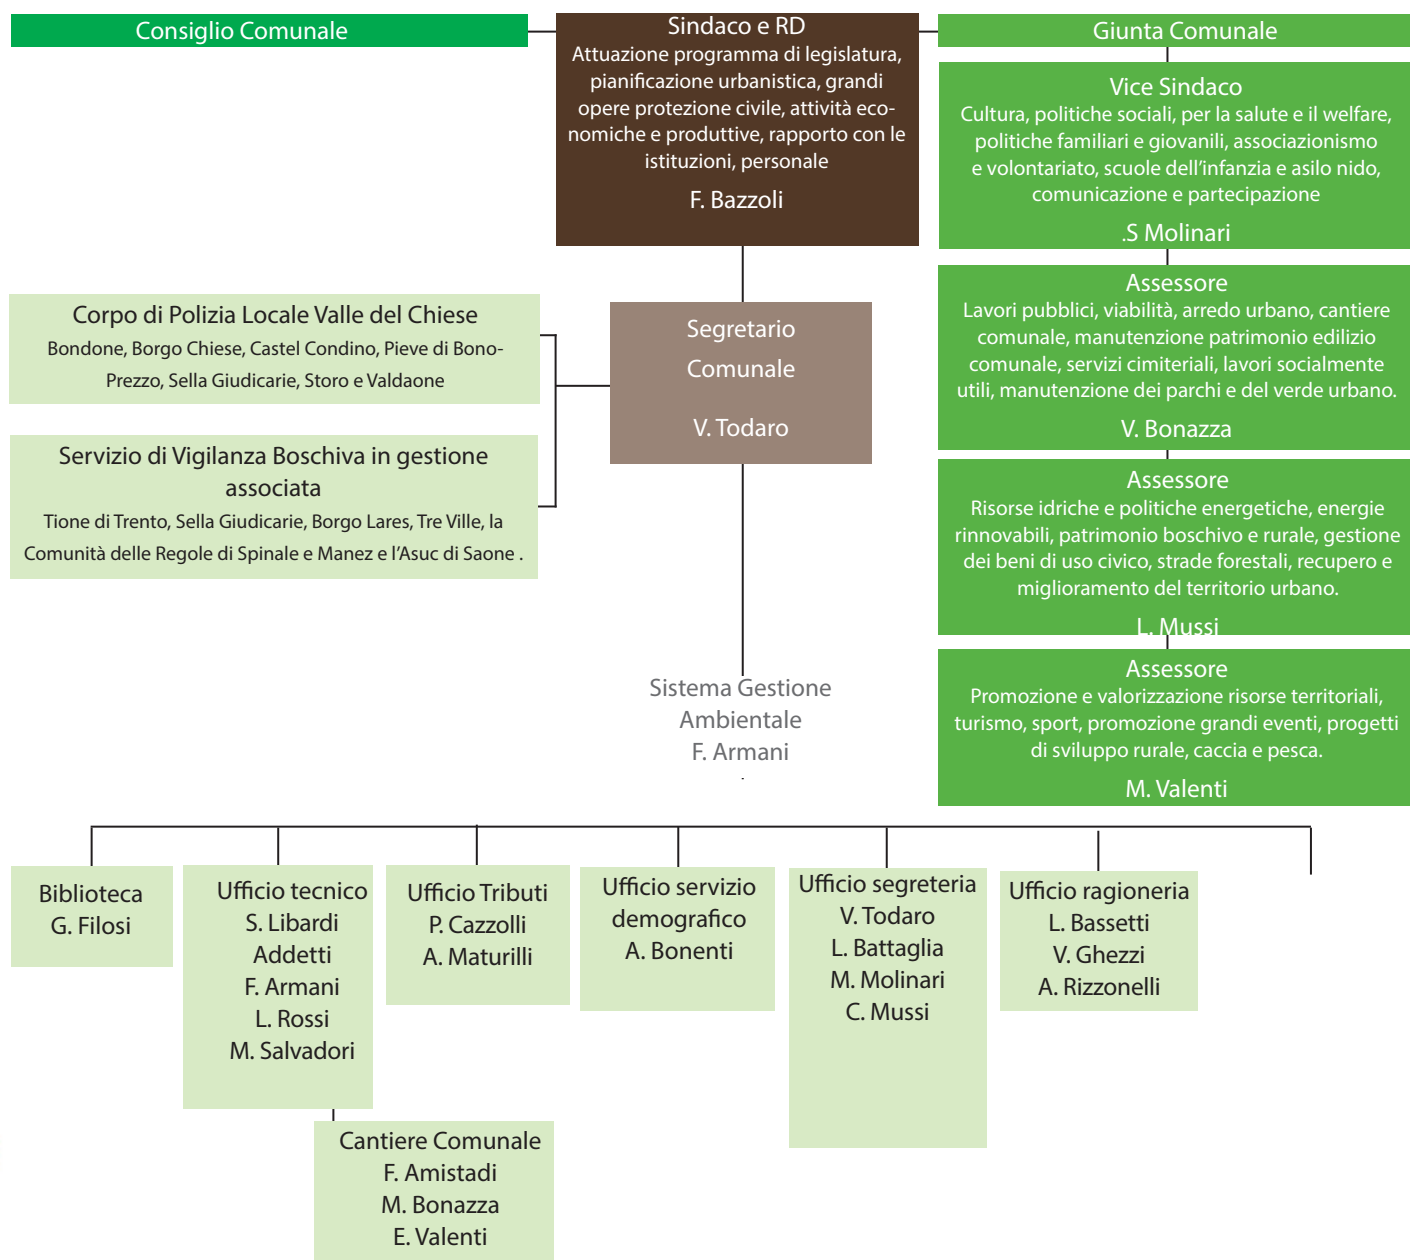 Consiglio Comunale
Sindaco e RD
Attuazione programma di legislatura,
pianificazione urbanistica, grandi
opere protezione civile, attività eco-
nomiche e produttive, rapporto con le
istituzioni, personale
F. Bazzoli
Giunta Comunale
Vice Sindaco
Cultura, politiche sociali, per la salute e il welfare,
politiche familiari e giovanili, associazionismo
e volontariato, scuole dell'infanzia e asilo nido,
comunicazione e partecipazione
.S Molinari
Assessore
Lavori pubblici, viabilità, arredo urbano, cantiere
comunale, manutenzione patrimonio edilizio
comunale, servizi cimiteriali, lavori socialmente
utili, manutenzione dei parchi e del verde urbano.
V. Bonazza
Assessore
Risorse idriche e politiche energetiche, energie
rinnovabili, patrimonio boschivo e rurale, gestione
dei beni di uso civico, strade forestali, recupero e
miglioramento del territorio urbano.
L. Mussi
Assessore
Promozione e valorizzazione risorse territoriali,
turismo, sport, promozione grandi eventi, progetti
di sviluppo rurale, caccia e pesca.
M. Valenti
Corpo di Polizia Locale Valle del Chiese
Bondone, Borgo Chiese, Castel Condino, Pieve di Bono-
Prezzo, Sella Giudicarie, Storo e Valdaone
Servizio di Vigilanza Boschiva in gestione
associata
Tione di Trento, Sella Giudicarie, Borgo Lares, Tre Ville, la
Comunità delle Regole di Spinale e Manez e l'Asuc di Saone .
Segretario
Comunale
V. Todaro
Sistema Gestione
Ambientale
F. Armani
.
Biblioteca
G. Filosi
Ufficio tecnico
S. Libardi
Addetti
F. Armani
L. Rossi
M. Salvadori
Cantiere Comunale
F. Amistadi
M. Bonazza
E. Valenti
Ufficio Tributi
P. Cazzolli
A. Maturilli
Ufficio servizio
demografico
A. Bonenti
Ufficio segreteria
V. Todaro
L. Battaglia
M. Molinari
C. Mussi
Ufficio ragioneria
L. Bassetti
V. Ghezzi
A. Rizzonelli